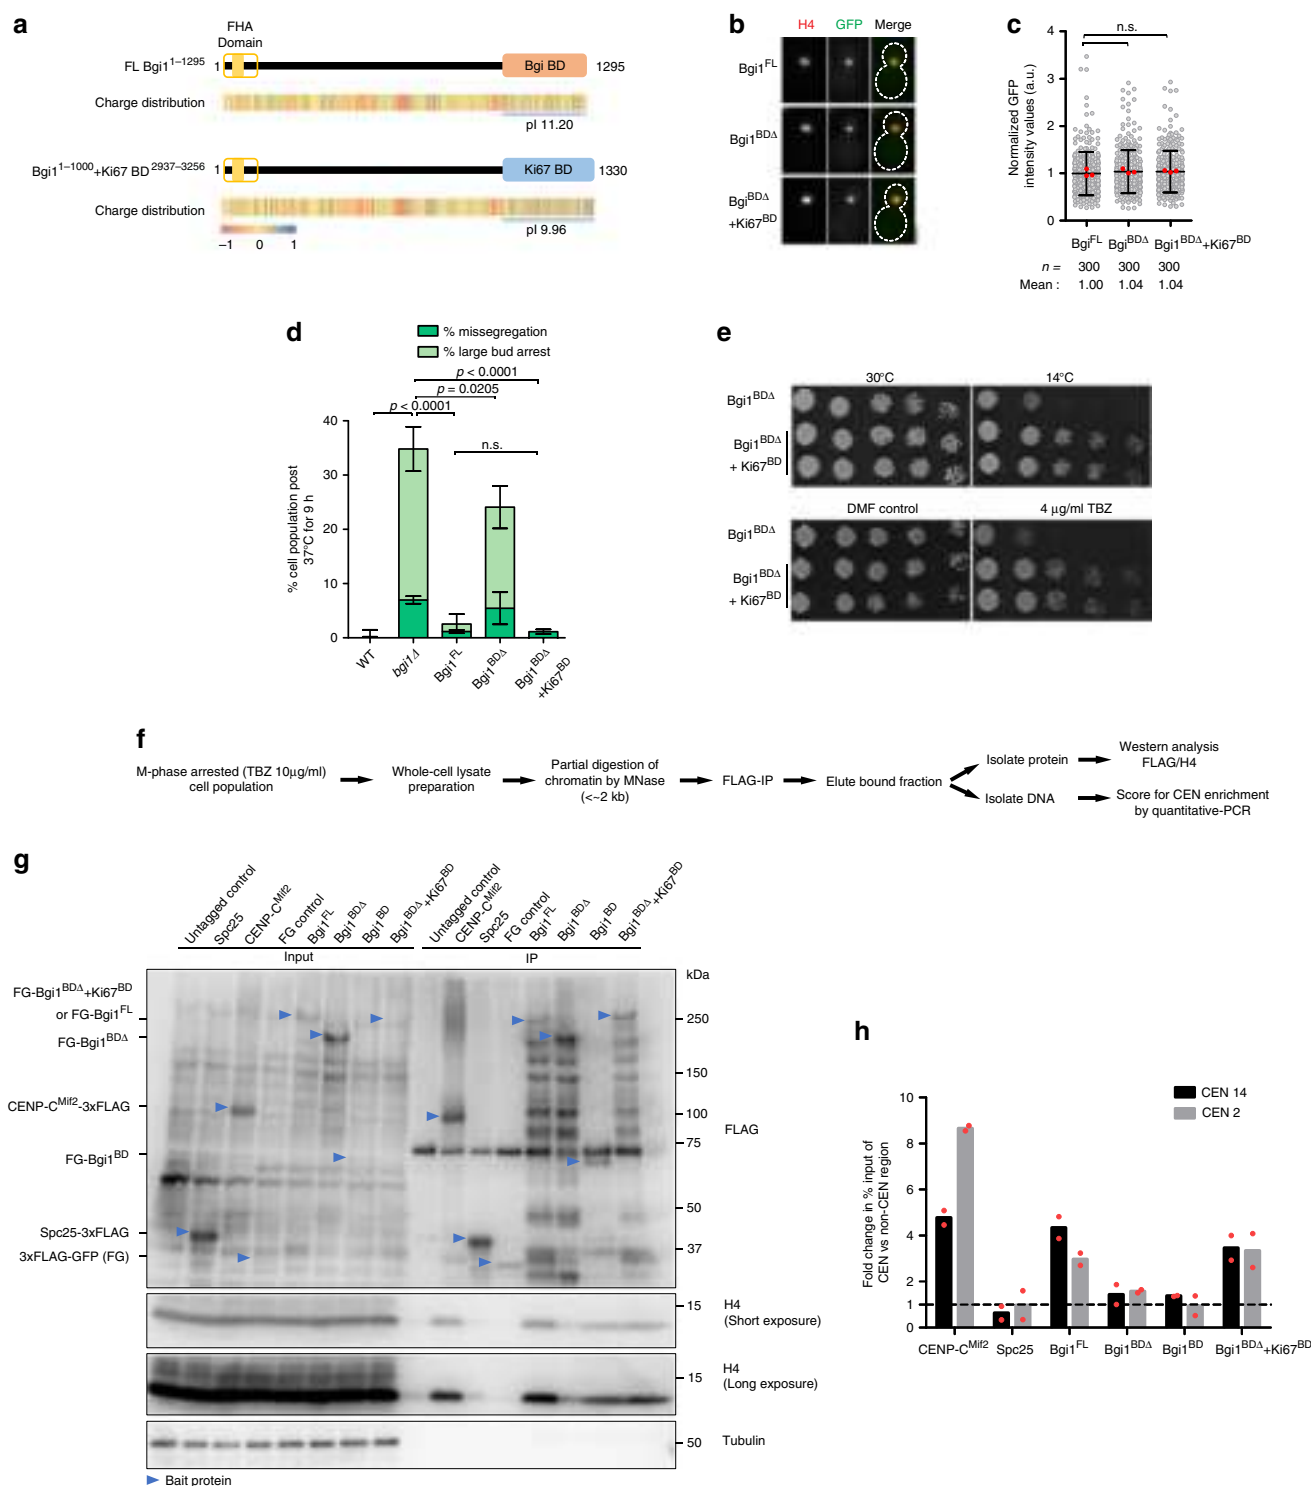 a
FHA
Domain
FL Bgi1 1–1295
1
Bgi BD
1295
Charge distribution
pI 11.20
Bgi1 1–1000+Ki67 BD 2937–3256
1
Ki67 BD
1330
Charge distribution
pI 9.96
–1 0 1
b
H4 GFP Merge
Bgi1 FL
Bgi1 BDΔ
Bgi BDΔ
+Ki67 BD
c
n.s.
Normalized GFP
intensity values (a.u.)
4
3
2
1
0
Bgi FL Bgi BDΔ Bgi1 BDΔ+Ki67 BD
n = 300 300 300
Mean : 1.00 1.04 1.04
d
% missegregation
% large bud arrest
p < 0.0001
p = 0.0205
p < 0.0001
n.s.
% cell population post
37°C for 9 h
40
30
20
10
0
WT
bgi1Δ
Bgi1 FL
Bgi1 BDΔ
Bgi1 BDΔ
+Ki67 BD
e
30°C 14°C
Bgi1 BDΔ
Bgi1 BDΔ
+ Ki67 BD
DMF control 4 μg/ml TBZ
Bgi1 BDΔ
Bgi1 BDΔ
+ Ki67 BD
f
M-phase arrested (TBZ 10μg/ml)
cell population
Whole-cell lysate
preparation
Partial digestion of
chromatin by MNase
(<~2 kb)
FLAG-IP
Elute bound fraction
Isolate protein
Western analysis
FLAG/H4
Isolate DNA
Score for CEN enrichment
by quantitative-PCR
g
Untagged control
Spc25
CENP-C Mif2
FG control
Bgi1 FL
Bgi1 BDΔ
Bgi1 BD
Bgi1 BDΔ+Ki67 BD
Untagged control
CENP-C Mif2
Spc25
FG control
Bgi1 FL
Bgi1 BDΔ
Bgi1 BD
Bgi1 BDΔ+Ki67 BD
Input IP
kDa
FG-Bgi1 BDΔ+Ki67 BD
or FG-Bgi1 FL
FG-Bgi1 BDΔ
CENP-C Mif2-3xFLAG
FG-Bgi1 BD
Spc25-3xFLAG
3xFLAG-GFP (FG)
250
150
100
75
50
37
FLAG
15
H4
(Short exposure)
15
H4
(Long exposure)
50
Tubulin
Bait protein
h
CEN 14
CEN 2
Fold change in % input of
CEN vs non-CEN region
10
8
6
4
2
1
0
CENP-C Mif2 Spc25 Bgi1 FL Bgi1 BDΔ Bgi1 BD Bgi1 BDΔ+Ki67 BD